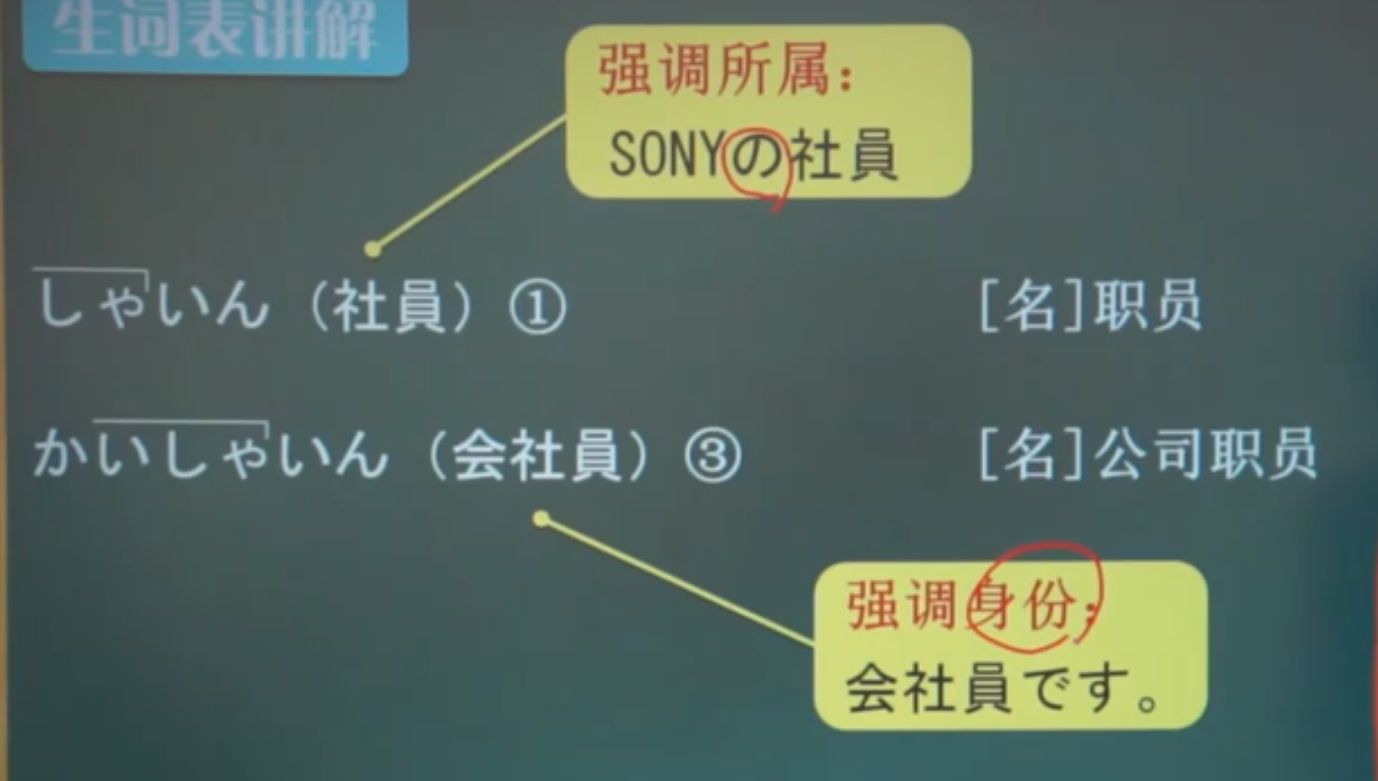 生词表讲解
强调所属：
SONYの社員
しゃいん（社員）① [名]职员
かいしゃいん（会社員）③ [名]公司职员
强调身份：
会社員です。